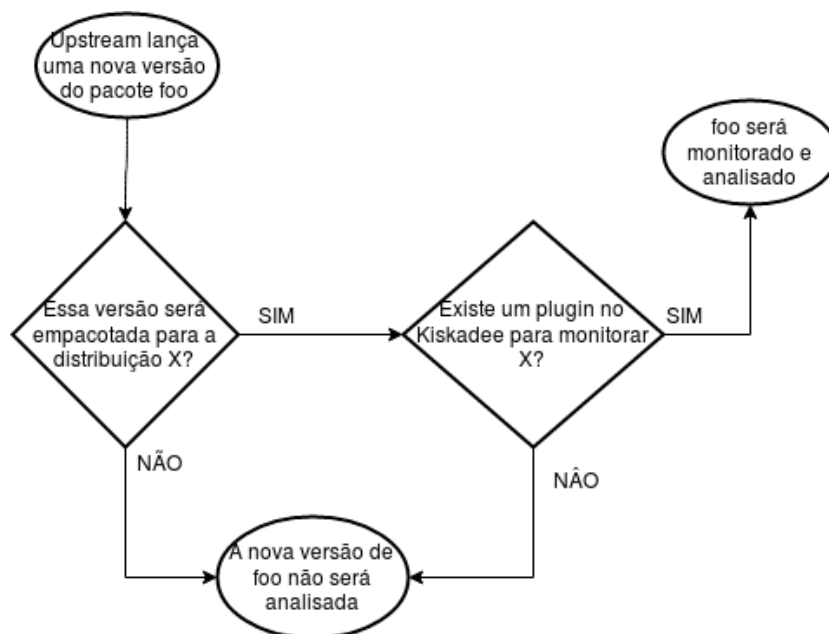 Upstream lança
uma nova versão
do pacote foo
foo será
monitorado e
analisado
Essa versão será
empacotada para a
distribuição X?
SIM
Existe um plugin no
Kiskadee para monitorar
X?
SIM
NÃO
NÂO
A nova versão de
foo não será
analisada